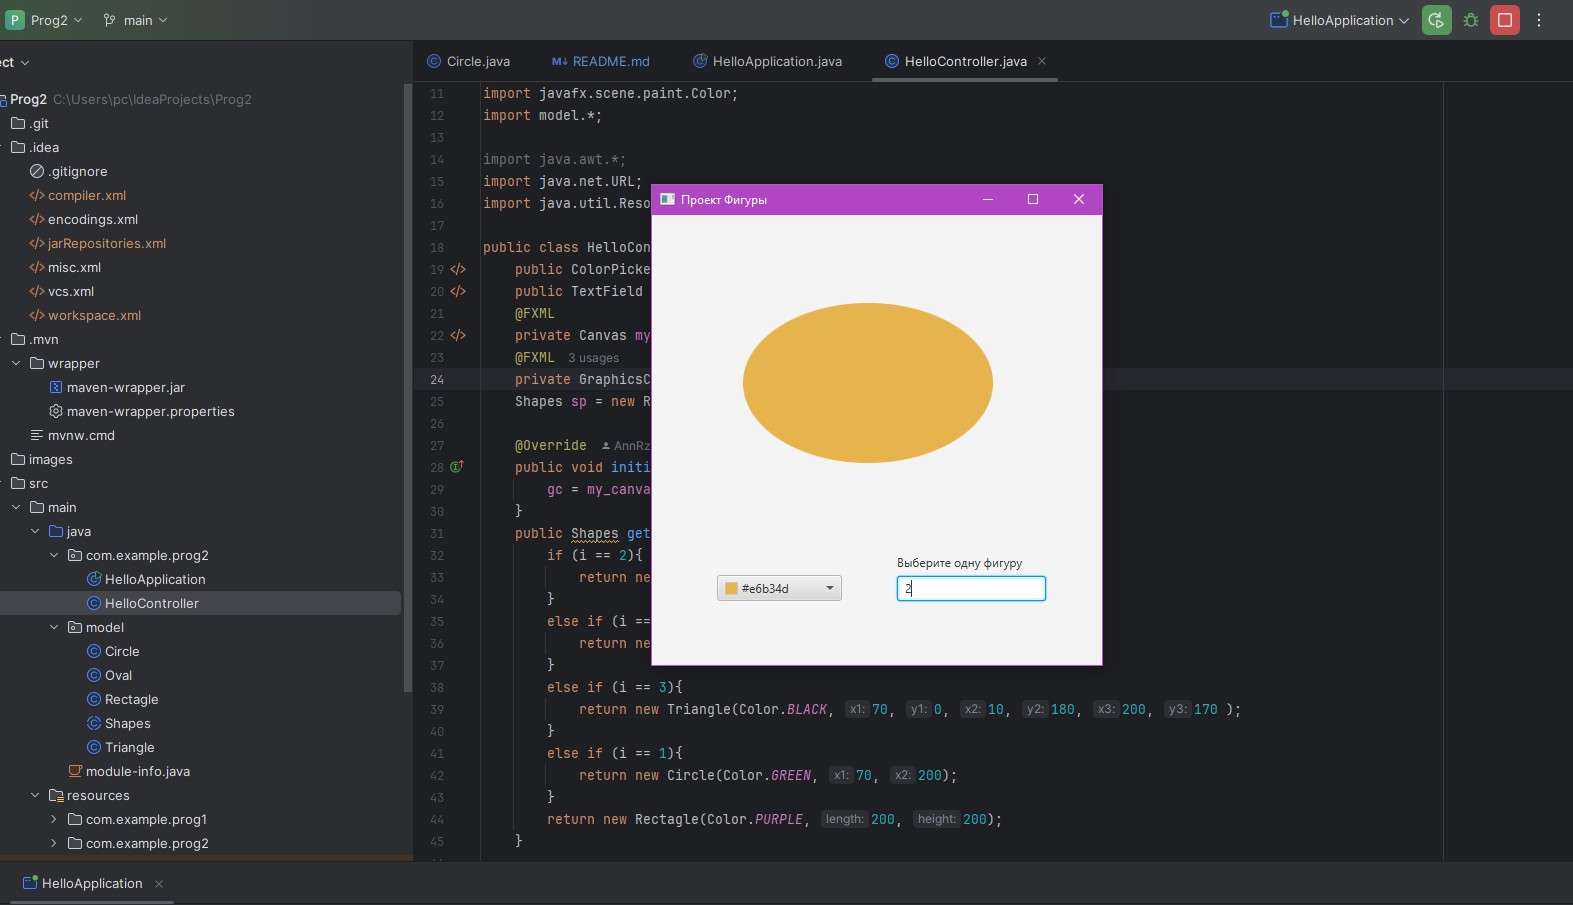 P Prog2 main HelloApplication
ect
Circle.java README.md HelloApplication.java HelloController.java
Prog2 C:\Users\pc\IdeaProjects\Prog2
.git
.idea
.gitignore
compiler.xml
encodings.xml
jarRepositories.xml
misc.xml
vcs.xml
workspace.xml
.mvn
wrapper
maven-wrapper.jar
maven-wrapper.properties
mvnw.cmd
images
src
main
java
com.example.prog2
HelloApplication
HelloController
model
Circle
Oval
Rectagle
Shapes
Triangle
module-info.java
resources
com.example.prog1
com.example.prog2
11 import javafx.scene.paint.Color;
12 import model.*;
13
14 import java.awt.*;
15 import java.net.URL;
16 import java.util.Reso
17
18 public class HelloCon
19 public ColorPicke
20 public TextField
21 @FXML
22 private Canvas my
23 @FXML 3 usages
24 private GraphicsC
25 Shapes sp = new R
26
27 @Override AnnRz
28 public void initi
29 gc = my_canva
30 }
31 public Shapes get
32 if (i == 2){
33 return ne
34 }
35 else if (i ==
36 return ne
37 }
38 else if (i == 3){
39 return new Triangle(Color.BLACK, x1: 70, y1: 0, x2: 10, y2: 180, x3: 200, y3: 170 );
40 }
41 else if (i == 1){
42 return new Circle(Color.GREEN, x1: 70, x2: 200);
43 }
44 return new Rectagle(Color.PURPLE, length: 200, height: 200);
45 }
Проект Фигуры
Выберите одну фигуру
#e6b34d
2
HelloApplication